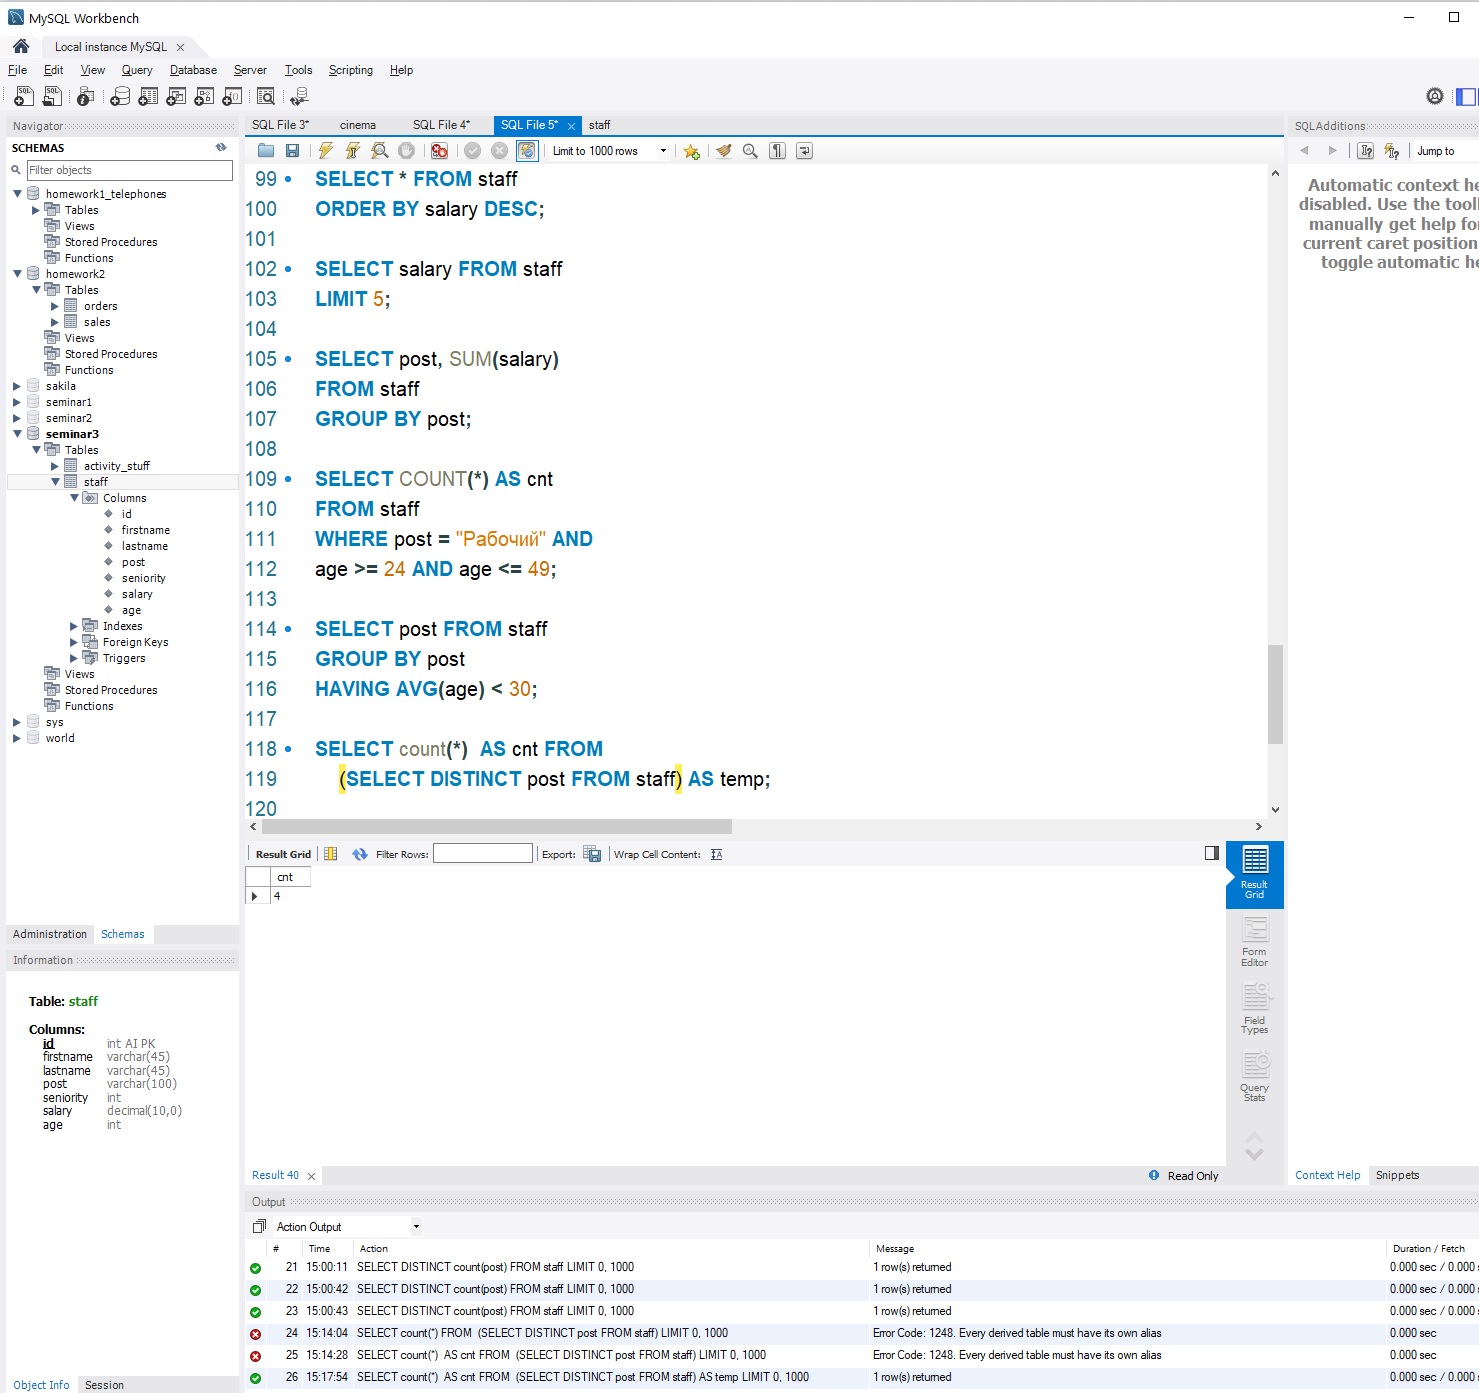 MySQL Workbench
Local instance MySQL
File Edit View Query Database Server Tools Scripting Help
Navigator
SCHEMAS
Filter objects
homework1_telephones
Tables
Views
Stored Procedures
Functions
homework2
Tables
orders
sales
Views
Stored Procedures
Functions
sakila
seminar1
seminar2
seminar3
Tables
activity_stuff
staff
Columns
id
firstname
lastname
post
seniority
salary
age
Indexes
Foreign Keys
Triggers
Views
Stored Procedures
Functions
sys
world
Administration Schemas
Information
Table: staff
Columns:
id int AI PK
firstname varchar(45)
lastname varchar(45)
post varchar(100)
seniority int
salary decimal(10,0)
age int
Object Info Session
SQL File 3* cinema SQL File 4* SQL File 5* staff
Limit to 1000 rows
99 SELECT * FROM staff
100 ORDER BY salary DESC;
101
102 SELECT salary FROM staff
103 LIMIT 5;
104
105 SELECT post, SUM(salary)
106 FROM staff
107 GROUP BY post;
108
109 SELECT COUNT(*) AS cnt
110 FROM staff
111 WHERE post = "Рабочий" AND
112 age >= 24 AND age <= 49;
113
114 SELECT post FROM staff
115 GROUP BY post
116 HAVING AVG(age) < 30;
117
118 SELECT count(*) AS cnt FROM
119 (SELECT DISTINCT post FROM staff) AS temp;
120
Result Grid Filter Rows: Export: Wrap Cell Content:
cnt
4
Result Grid
Form Editor
Field Types
Query Stats
Result 40 Read Only
SQLAdditions
Jump to
Automatic context he
disabled. Use the tooll
manually get help for
current caret position
toggle automatic he
Context Help Snippets
Output
Action Output
# Time Action Message Duration / Fetch
21 15:00:11 SELECT DISTINCT count(post) FROM staff LIMIT 0, 1000 1 row(s) returned 0.000 sec / 0.000
22 15:00:42 SELECT DISTINCT count(post) FROM staff LIMIT 0, 1000 1 row(s) returned 0.000 sec / 0.000
23 15:00:43 SELECT DISTINCT count(post) FROM staff LIMIT 0, 1000 1 row(s) returned 0.000 sec / 0.000
24 15:14:04 SELECT count(*) FROM (SELECT DISTINCT post FROM staff) LIMIT 0, 1000 Error Code: 1248. Every derived table must have its own alias 0.000 sec
25 15:14:28 SELECT count(*) AS cnt FROM (SELECT DISTINCT post FROM staff) LIMIT 0, 1000 Error Code: 1248. Every derived table must have its own alias 0.000 sec
26 15:17:54 SELECT count(*) AS cnt FROM (SELECT DISTINCT post FROM staff) AS temp LIMIT 0, 1000 1 row(s) returned 0.000 sec / 0.000